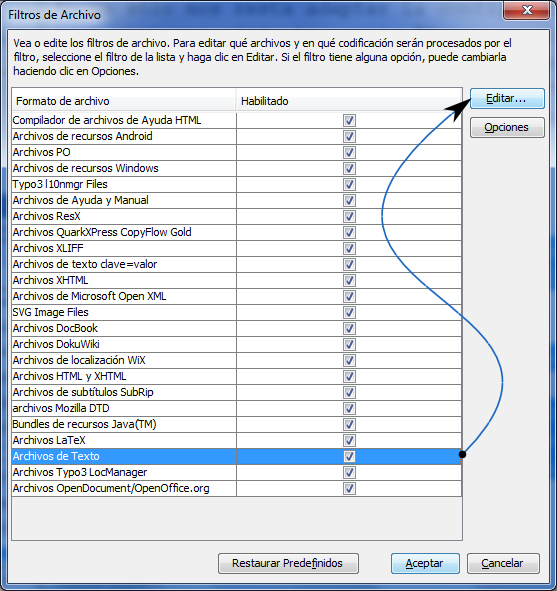 Filtros de Archivo
Vea o edite los filtros de archivo. Para editar qué archivos y en qué codificación serán procesados por el
filtro, seleccione el filtro de la lista y haga clic en Editar. Si el filtro tiene alguna opción, puede cambiarla
haciendo clic en Opciones.
Formato de archivo Habilitado
Editar...
Opciones
Compilador de archivos de Ayuda HTML
Archivos de recursos Android
Archivos PO
Archivos de recursos Windows
Typo3 l10nmgr Files
Archivos de Ayuda y Manual
Archivos ResX
Archivos QuarkXPress CopyFlow Gold
Archivos XLIFF
Archivos de texto clave=valor
Archivos XHTML
Archivos de Microsoft Open XML
SVG Image Files
Archivos DocBook
Archivos DokuWiki
Archivos de localización WiX
Archivos HTML y XHTML
Archivos de subtítulos SubRip
archivos Mozilla DTD
Bundles de recursos Java(TM)
Archivos LaTeX
Archivos de Texto
Archivos Typo3 LocManager
Archivos OpenDocument/OpenOffice.org
Restaurar Predefinidos Aceptar Cancelar